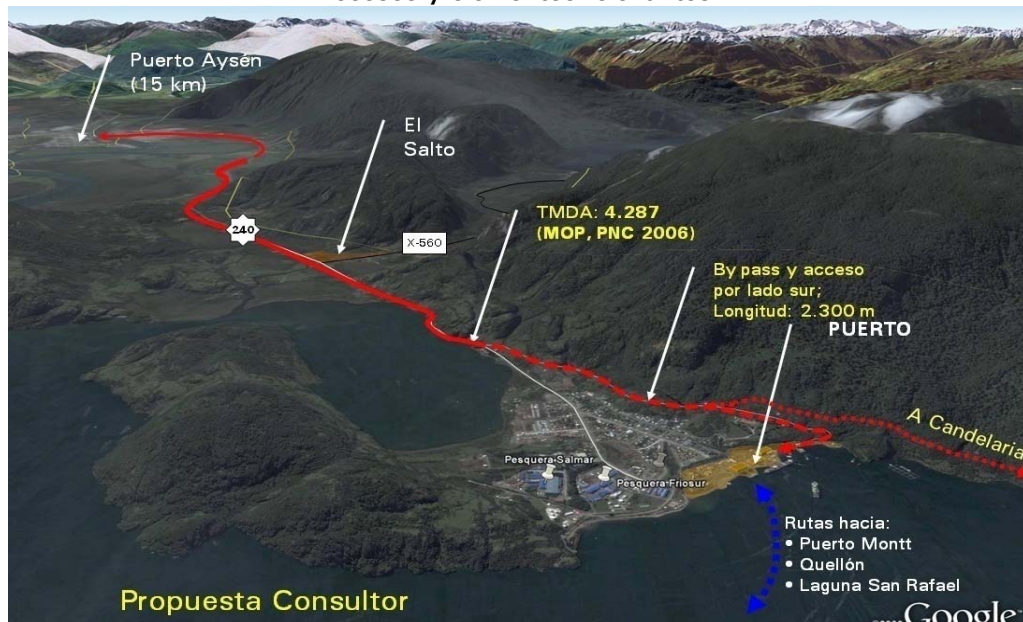 Puerto Aysén
(15 km)
El
Salto
TMDA: 4.287
(MOP, PNC 2006)
240
X-560
By pass y acceso
por lado sur;
Longitud: 2.300 m
PUERTO
A Candelaria
Pesquera Salmar
Pesquera Friosur
Rutas hacia:
• Puerto Montt
• Quellón
• Laguna San Rafael
Propuesta Consultor
Google